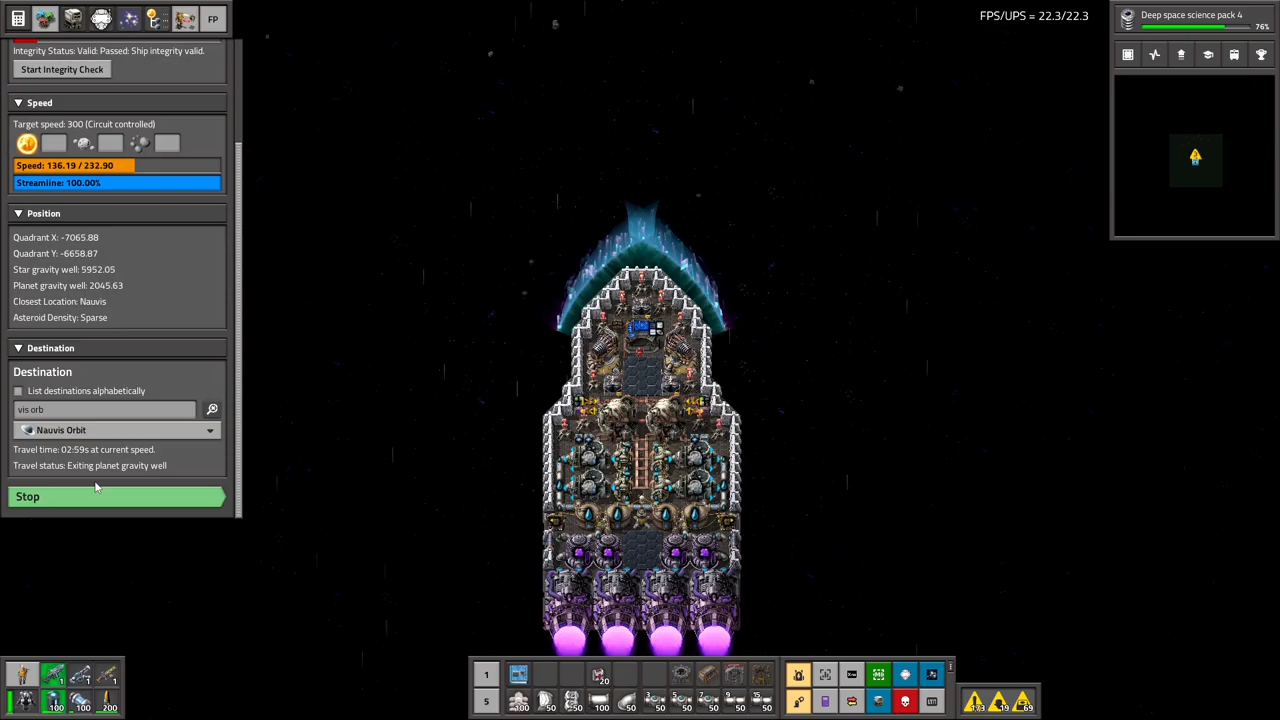 FP
FPS/UPS = 22.3/22.3
Deep space science pack 4
76%
Integrity Status: Valid: Passed: Ship integrity valid.
Start Integrity Check
Speed
Target speed: 300 (Circuit controlled)
Speed: 136.19 / 232.90
Streamline: 100.00%
Position
Quadrant X: -7065.88
Quadrant Y: -6658.87
Star gravity well: 5952.05
Planet gravity well: 2045.63
Closest Location: Nauvis
Asteroid Density: Sparse
Destination
Destination
List destinations alphabetically
vis orb
Nauvis Orbit
Travel time: 02:59s at current speed.
Travel status: Exiting planet gravity well
Stop
1 1 1
100 100 200
1 20
5 100 50 50 100 50 50 50 50 50 50